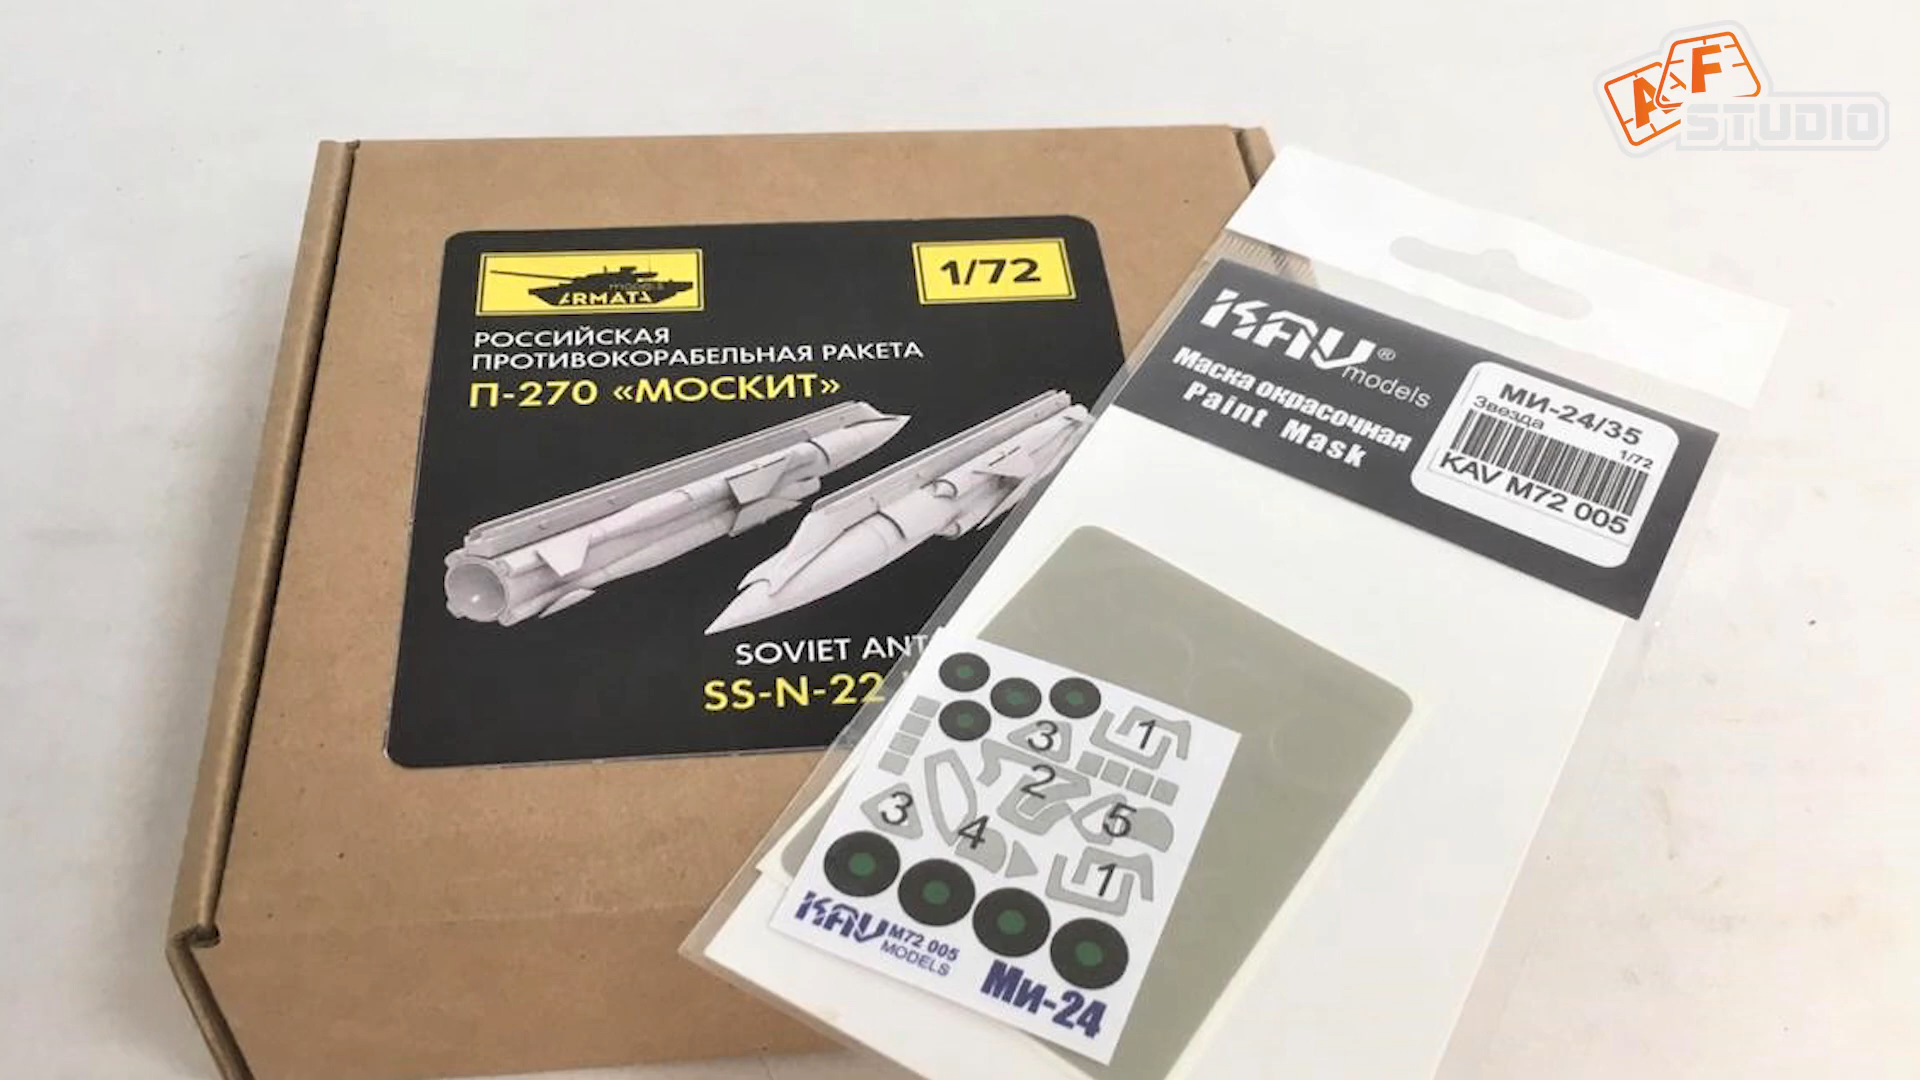 AF
STUDIO
models
ARMATA
1/72
РОССИЙСКАЯ
ПРОТИВОКОРАБЕЛЬНАЯ РАКЕТА
П-270 «МОСКИТ»
SOVIET
SS-N-22
KAV®
models
Маска окрасочная
Paint Mask
МИ-24/35
Звезда
1/72
KAV M72 005
3
1
2
3
4
5
1
KAV
M72 005
MODELS
Ми-24